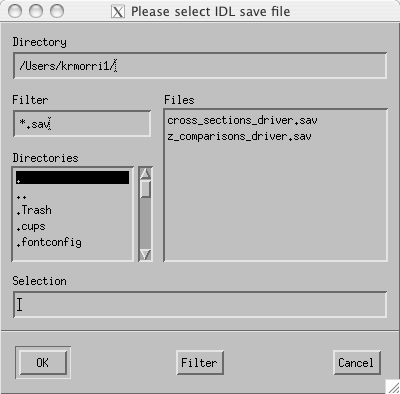 Please select IDL save file
Directory
/Users/krmorri1/
Filter
*.sav
Files
cross_sections_driver.sav
z_comparisons_driver.sav
Directories
.
..
.Trash
.cups
.fontconfig
Selection
OK
Filter
Cancel